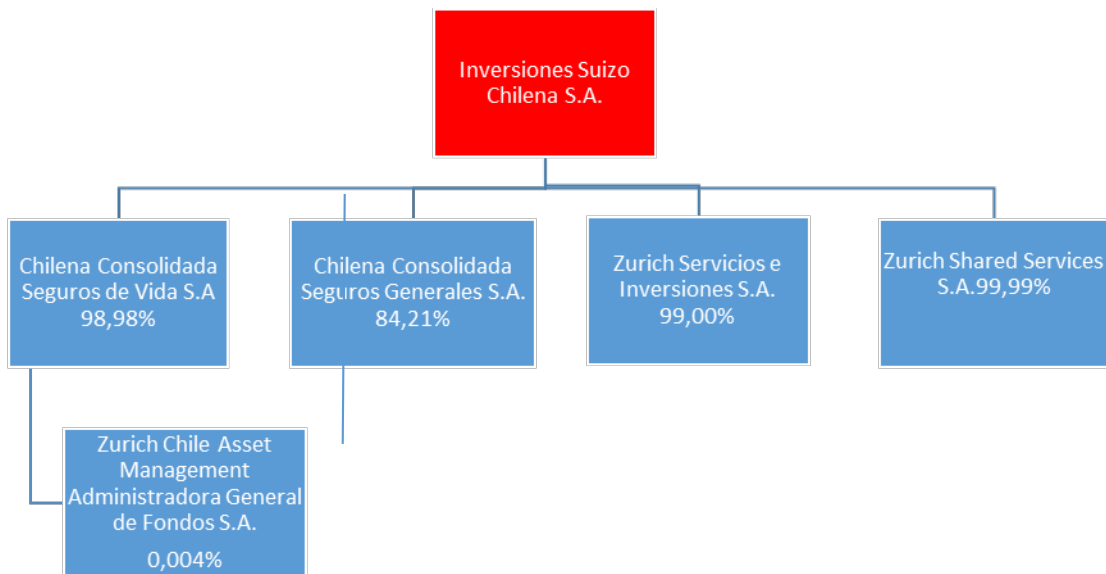 Inversiones Suizo
Chilena S.A.
Chilena Consolidada
Seguros de Vida S.A
98,98%
Chilena Consolidada
Seguros Generales S.A.
84,21%
Zurich Servicios e
Inversiones S.A.
99,00%
Zurich Shared Services
S.A.99,99%
Zurich Chile Asset
Management
Administradora General
de Fondos S.A.
0,004%